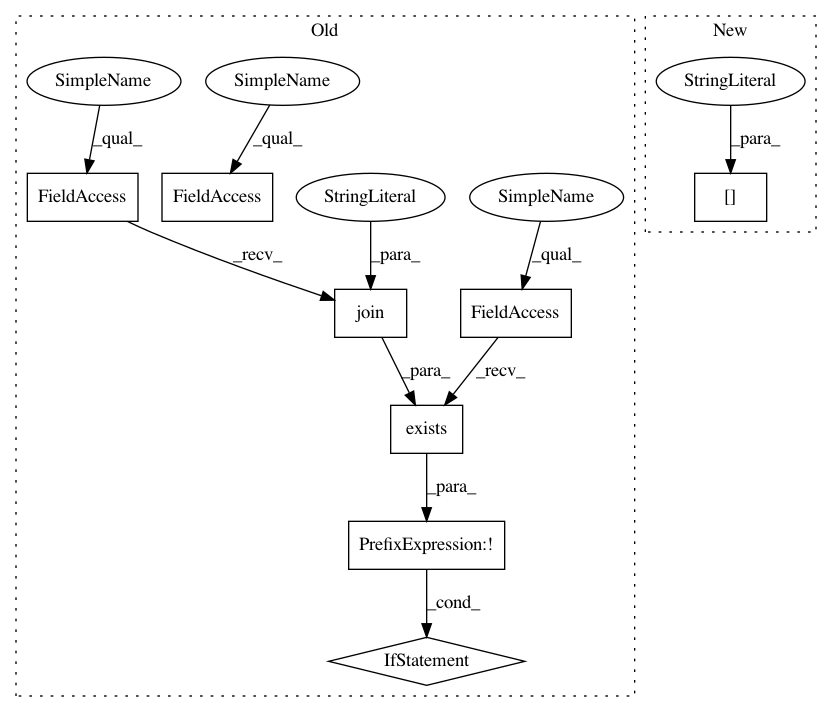 Old
New
SimpleName
SimpleName
StringLiteral
_qual_
_qual_
_para_
FieldAccess
FieldAccess
StringLiteral
SimpleName
[]
_recv_
_para_
_qual_
join
FieldAccess
_para_
_recv_
exists
_para_
PrefixExpression:!
_cond_
IfStatement